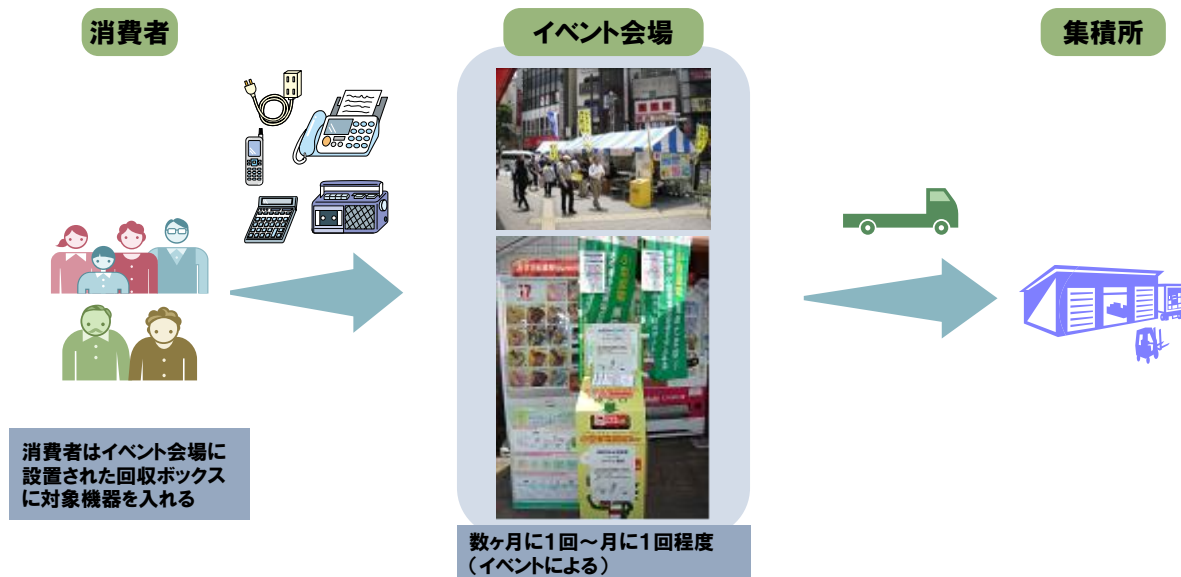 消費者
イベント会場
集積所
消費者はイベント会場に
設置された回収ボックス
に対象機器を入れる
数ヶ月に1回～月に1回程度
（イベントによる）